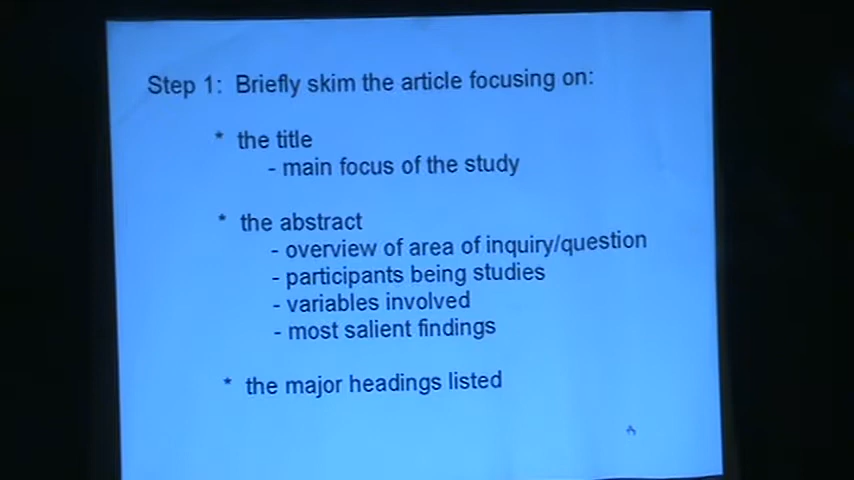 Step 1: Briefly skim the article focusing on:
* the title
- main focus of the study
* the abstract
- overview of area of inquiry/question
- participants being studies
- variables involved
- most salient findings
* the major headings listed